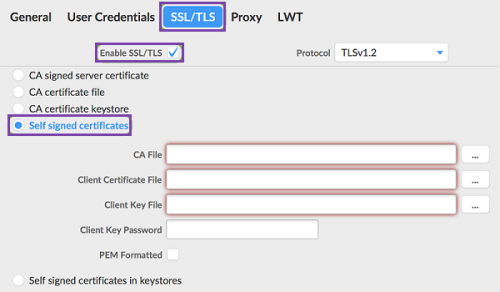 General User Credentials SSL/TLS Proxy LWT
Enable SSL/TLS Protocol TLSv1.2
CA signed server certificate
CA certificate file
CA certificate keystore
Self signed certificates
CA File ...
Client Certificate File ...
Client Key File ...
Client Key Password
PEM Formatted
Self signed certificates in keystores